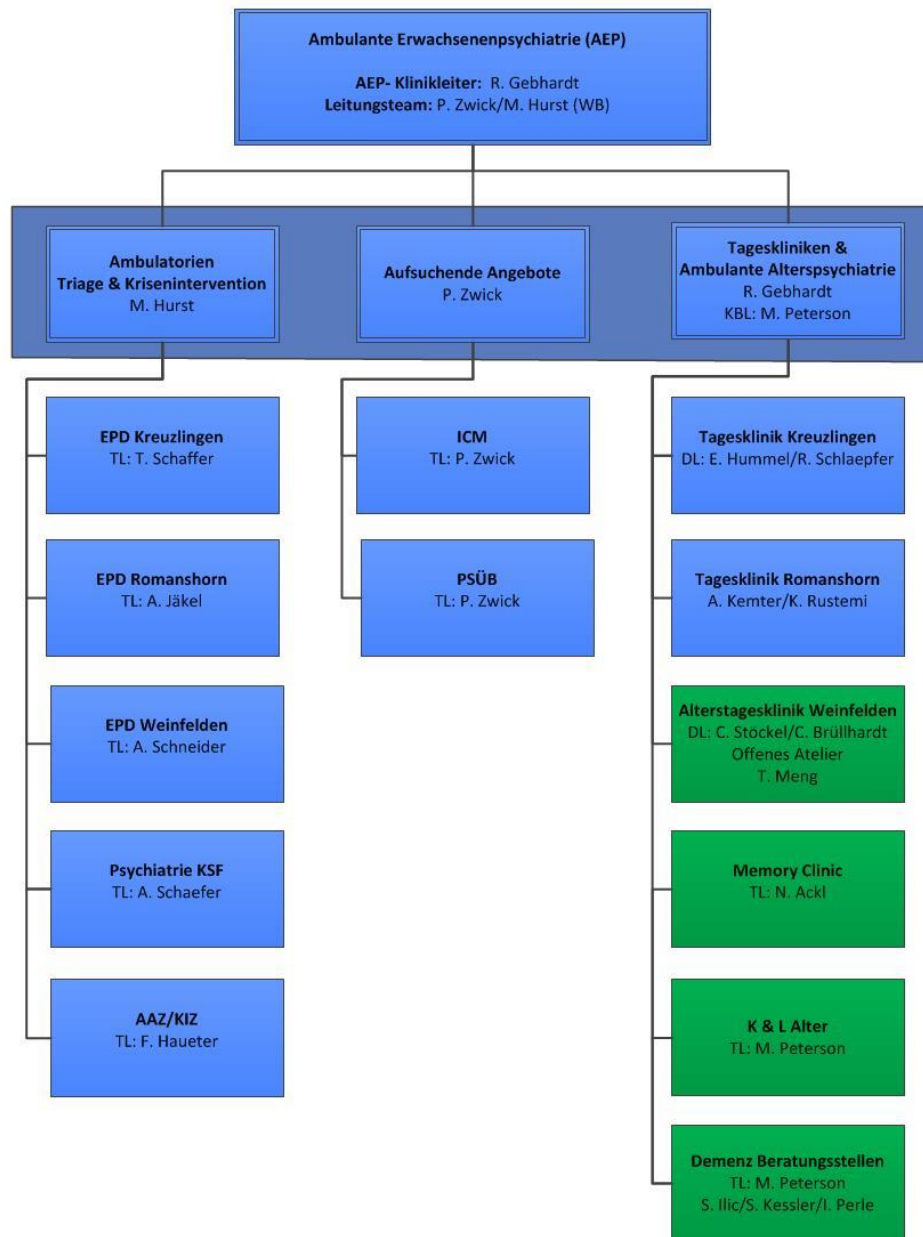 Ambulante Erwachsenenpsychiatrie (AEP)
AEP- Klinikleiter: R. Gebhardt
Leitungsteam: P. Zwick/M. Hurst (WB)
Ambulatorien
Triage & Krisenintervention
M. Hurst
Aufsuchende Angebote
P. Zwick
Tageskliniken &
Ambulante Alterspsychiatrie
R. Gebhardt
KBL: M. Peterson
EPD Kreuzlingen
TL: T. Schaffer
EPD Romanshorn
TL: A. Jäkel
EPD Weinfelden
TL: A. Schneider
Psychiatrie KSF
TL: A. Schaefer
AAZ/KIZ
TL: F. Haueter
ICM
TL: P. Zwick
PSÜB
TL: P. Zwick
Tagesklinik Kreuzlingen
DL: E. Hummel/R. Schlaepfer
Tagesklinik Romanshorn
A. Kemter/K. Rustemi
Alterstagesklinik Weinfelden
DL: C. Stöckel/C. Brüllhardt
Offenes Atelier
T. Meng
Memory Clinic
TL: N. Ackl
K & L Alter
TL: M. Peterson
Demenz Beratungsstellen
TL: M. Peterson
S. Ilic/S. Kessler/I. Perle